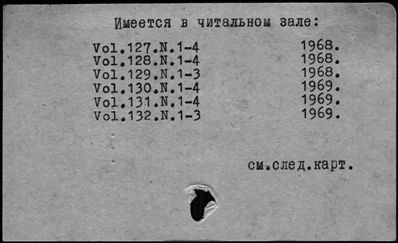 Имеется в читальном зале:
Vol.127.N.1-4 1968.
Vol.128.N.1-4 1968.
Vol.129.N.1-3 1968.
Vol.130.N.1-4 1969.
Vol.131.N.1-4 1969.
Vol.132.N.1-3 1969.
см.след.карт.